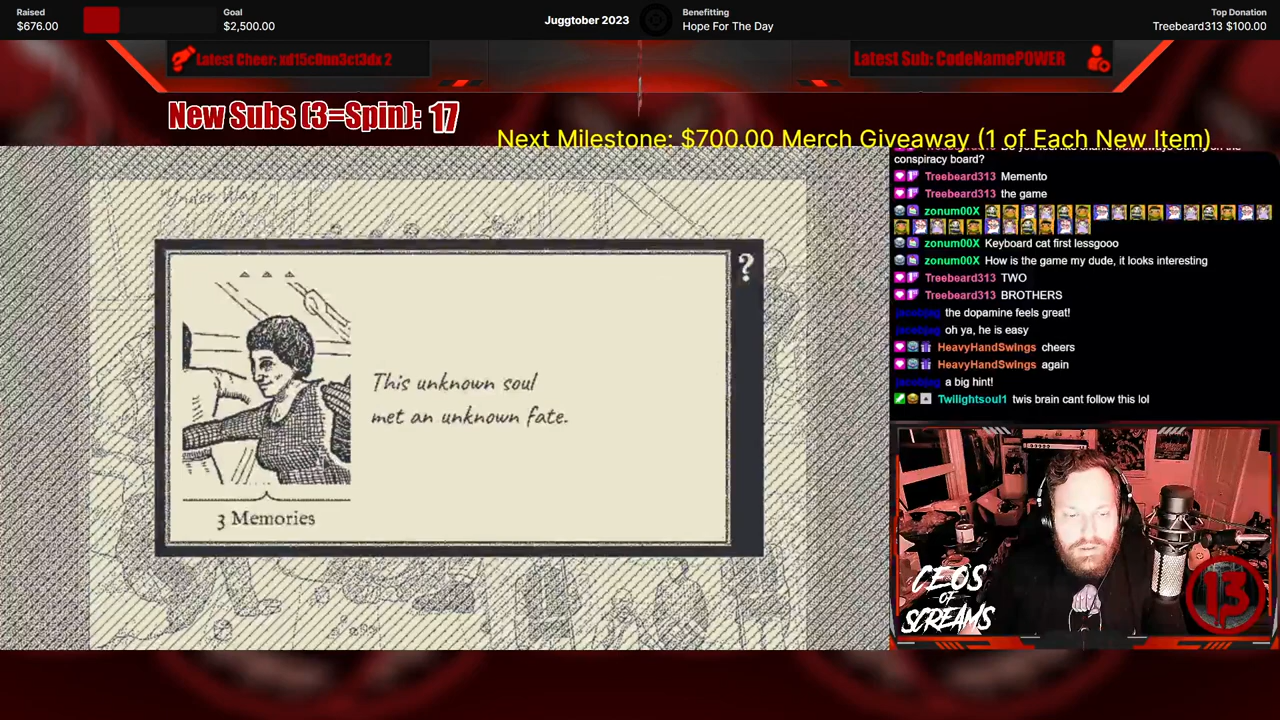 Raised
$676.00
Goal
$2,500.00
Juggtober 2023
Benefitting
Hope For The Day
Top Donation
Treebeard313 $100.00
Latest Cheer: xd15c0nn3ct3dx 2
Latest Sub: CodeNamePOWER
New Subs (3=Spin): 17
Next Milestone: $700.00 Merch Giveaway (1 of Each New Item)
conspiracy board?
Treebeard313 Memento
Treebeard313 the game
zonum00X
zonum00X Keyboard cat first lessgooo
zonum00X How is the game my dude, it looks interesting
Treebeard313 TWO
Treebeard313 BROTHERS
the dopamine feels great!
oh ya, he is easy
HeavyHandSwings cheers
HeavyHandSwings again
a big hint!
Twilightsoul1 twis brain cant follow this lol
?
This unknown soul
met an unknown fate.
3 Memories
CEOS
OF
SCREAMS
13